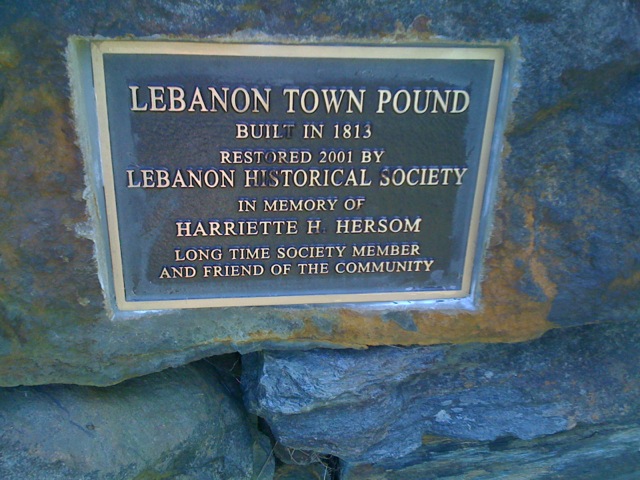 LEBANON TOWN POUND
BUILT IN 1813
RESTORED 2001 BY
LEBANON HISTORICAL SOCIETY
IN MEMORY OF
HARRIETTE H. HERSOM
LONG TIME SOCIETY MEMBER
AND FRIEND OF THE COMMUNITY